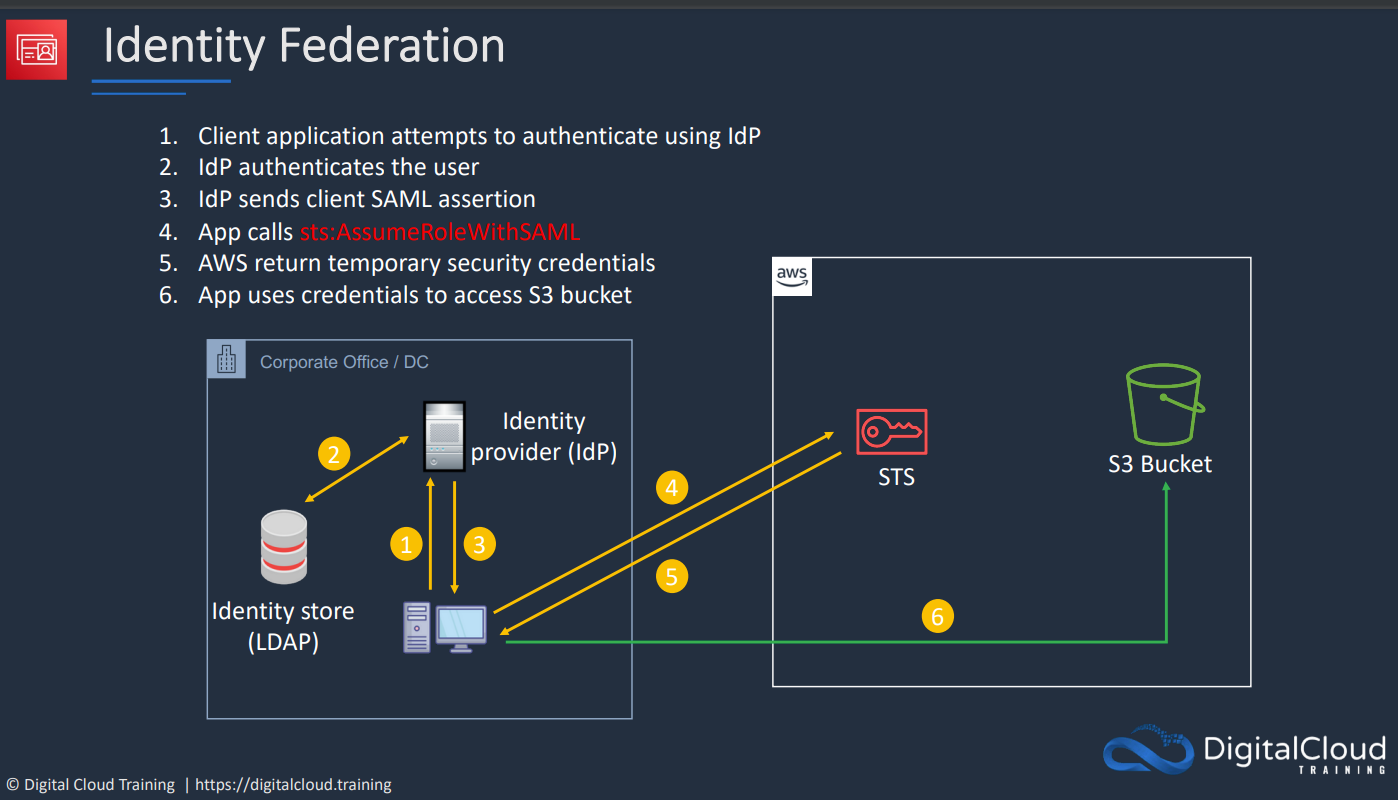 Identity Federation
1. Client application attempts to authenticate using IdP
2. IdP authenticates the user
3. IdP sends client SAML assertion
4. App calls sts:AssumeRoleWithSAML
5. AWS return temporary security credentials
6. App uses credentials to access S3 bucket
aws
Corporate Office / DC
Identity
provider (IdP)
2
4
STS
S3 Bucket
1
3
5
Identity store
(LDAP)
6
DigitalCloud
TRAINING
© Digital Cloud Training | https://digitalcloud.training